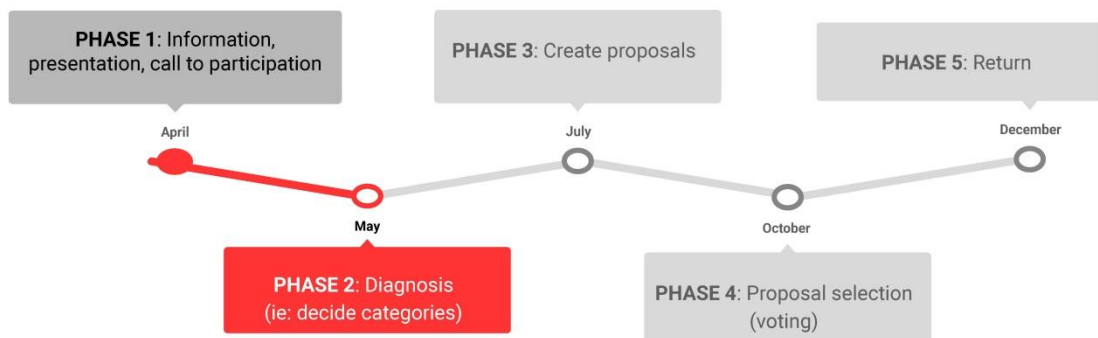 PHASE 1: Information,
presentation, call to participation
April
PHASE 2: Diagnosis
(ie: decide categories)
May
PHASE 3: Create proposals
July
PHASE 4: Proposal selection
(voting)
October
PHASE 5: Return
December